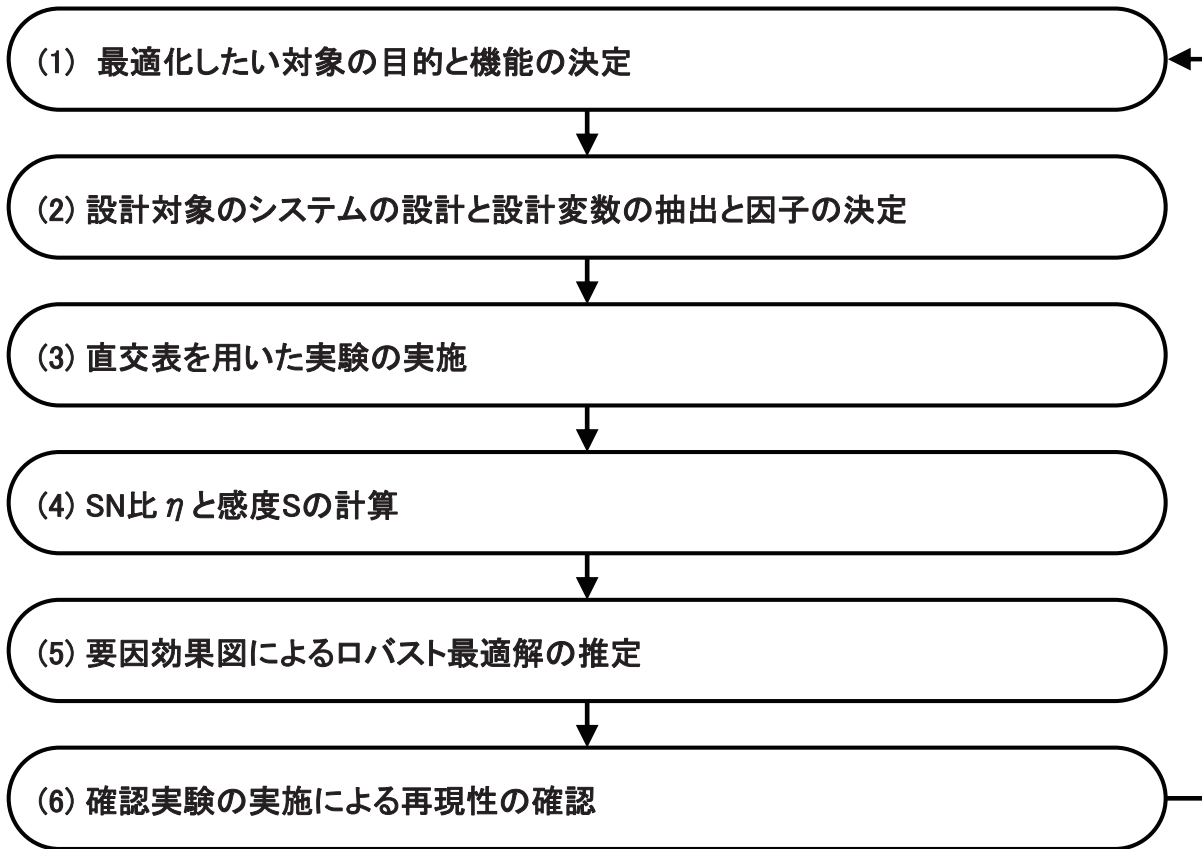 (1) 最適化したい対象の目的と機能の決定
(2) 設計対象のシステムの設計と設計変数の抽出と因子の決定
(3) 直交表を用いた実験の実施
(4) SN比ηと感度Sの計算
(5) 要因効果図によるロバスト最適解の推定
(6) 確認実験の実施による再現性の確認